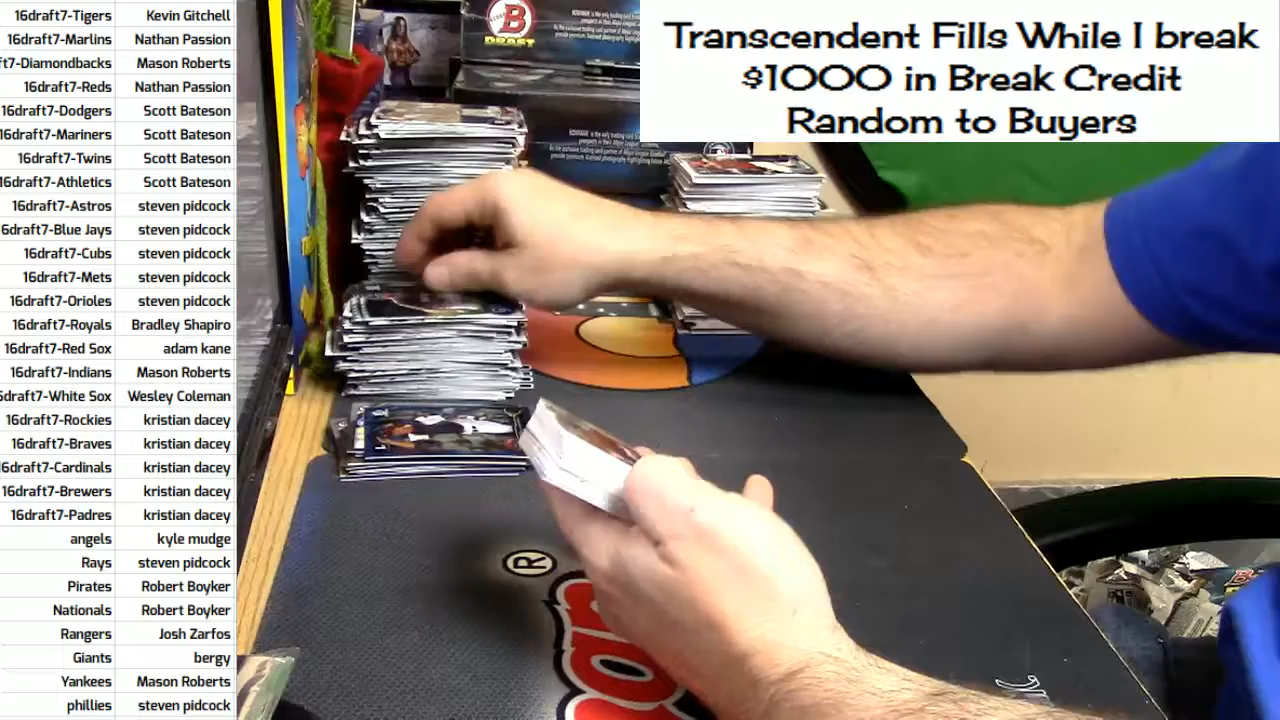 16draft7-Tigers Kevin Gitchell
16draft7-Marlins Nathan Passion
ft7-Diamondbacks Mason Roberts
16draft7-Reds Nathan Passion
16draft7-Dodgers Scott Bateson
16draft7-Mariners Scott Bateson
16draft7-Twins Scott Bateson
16draft7-Athletics Scott Bateson
16draft7-Astros steven pidcock
6draft7-Blue Jays steven pidcock
16draft7-Cubs steven pidcock
16draft7-Mets steven pidcock
16draft7-Orioles steven pidcock
16draft7-Royals Bradley Shapiro
16draft7-Red Sox adam kane
16draft7-Indians Mason Roberts
draft7-White Sox Wesley Coleman
16draft7-Rockies kristian dacey
16draft7-Braves kristian dacey
6draft7-Cardinals kristian dacey
16draft7-Brewers kristian dacey
16draft7-Padres kristian dacey
angels kyle mudge
Rays steven pidcock
Pirates Robert Boyker
Nationals Robert Boyker
Rangers Josh Zarfos
Giants bergy
Yankees Mason Roberts
phillies steven pidcock
B
DRAFT
Transcendent Fills While I break
$1000 in Break Credit
Random to Buyers
®